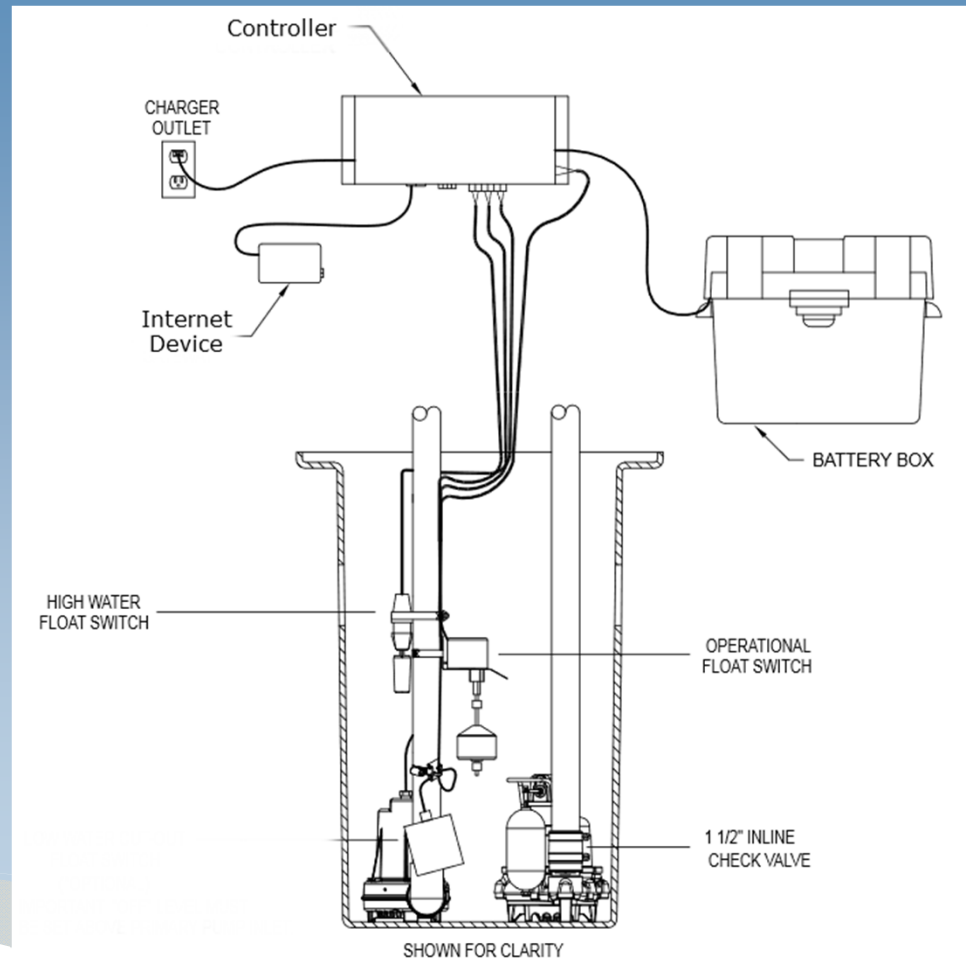 Controller
CHARGER
OUTLET
Internet
Device
BATTERY BOX
HIGH WATER
FLOAT SWITCH
OPERATIONAL
FLOAT SWITCH
1 1/2" INLINE
CHECK VALVE
SHOWN FOR CLARITY